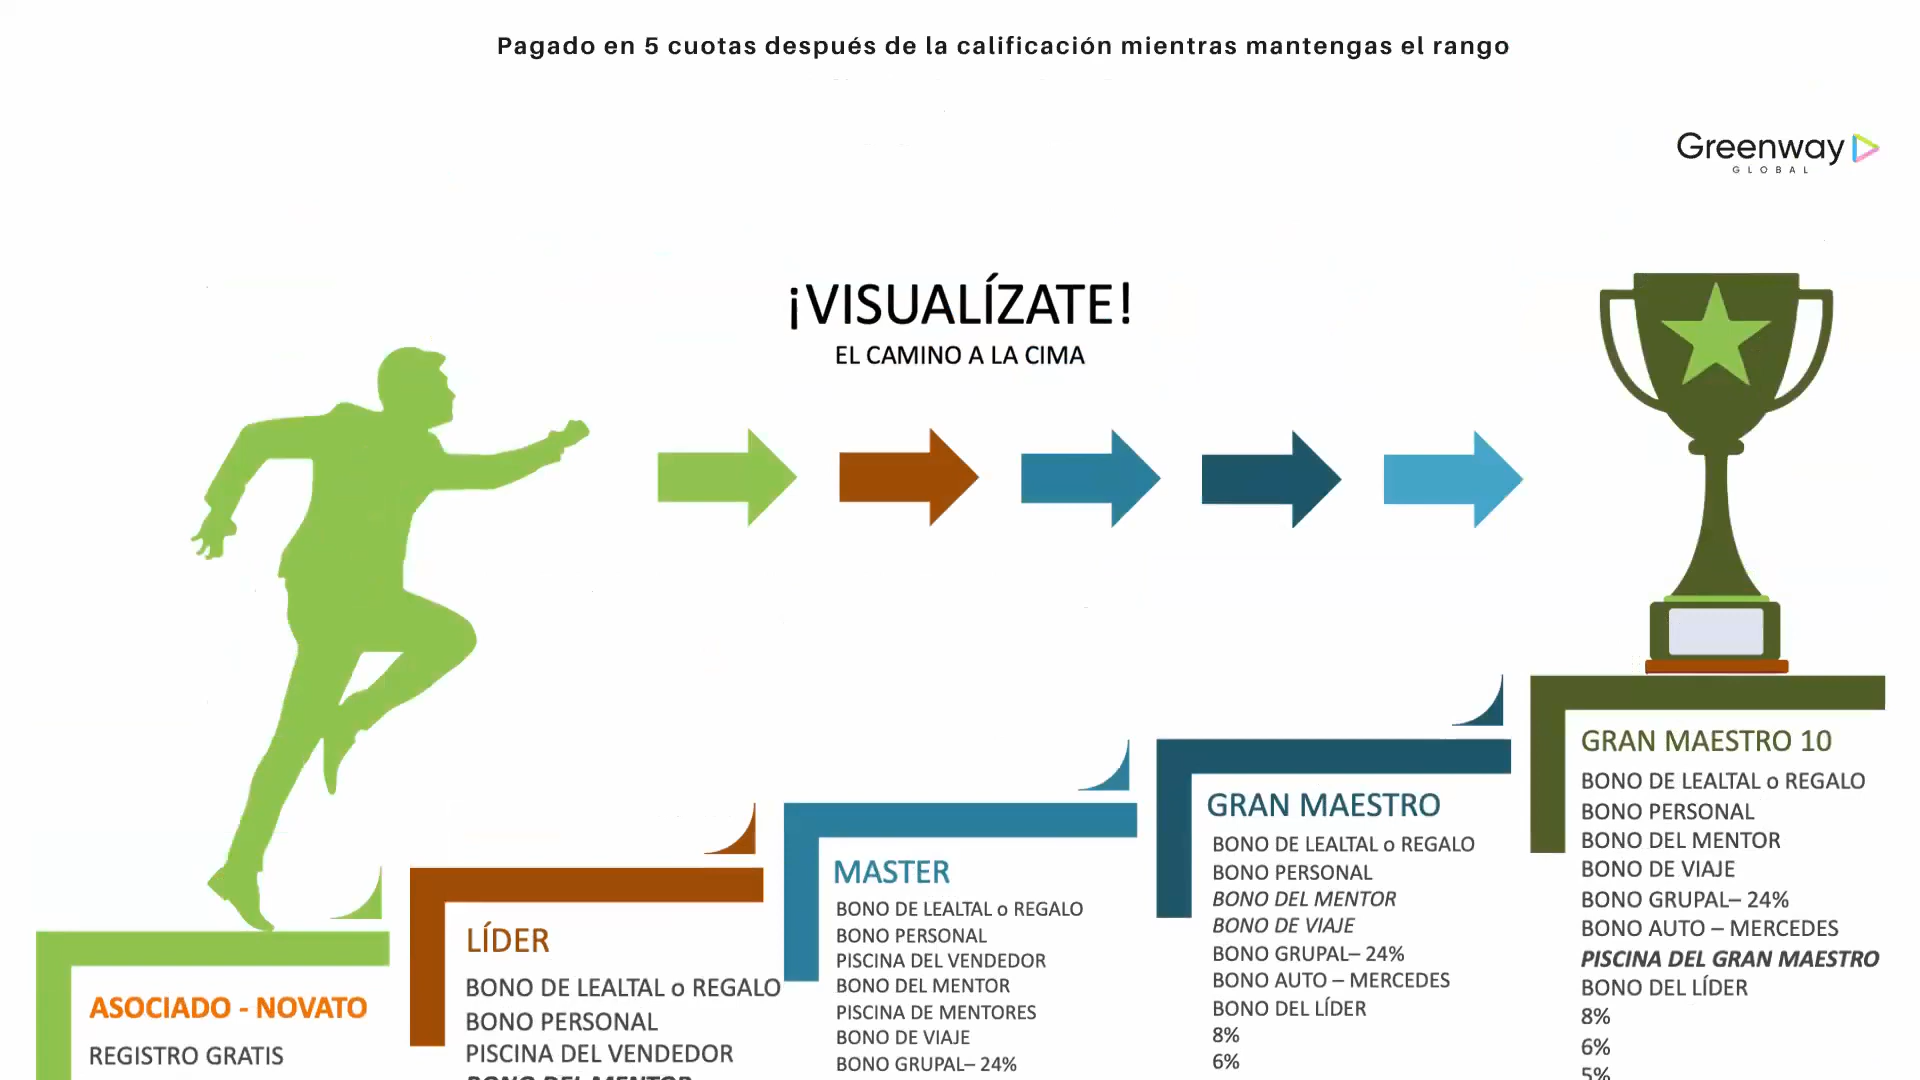 Pagado en 5 cuotas después de la calificación mientras mantengas el rango
Greenway
GLOBAL
¡VISUALÍZATE!
EL CAMINO A LA CIMA
ASOCIADO - NOVATO
REGISTRO GRATIS
LÍDER
BONO DE LEALTAL o REGALO
BONO PERSONAL
PISCINA DEL VENDEDOR
BONO DEL MENTOR
MASTER
BONO DE LEALTAL o REGALO
BONO PERSONAL
PISCINA DEL VENDEDOR
BONO DEL MENTOR
PISCINA DE MENTORES
BONO DE VIAJE
BONO GRUPAL– 24%
GRAN MAESTRO
BONO DE LEALTAL o REGALO
BONO PERSONAL
BONO DEL MENTOR
BONO DE VIAJE
BONO GRUPAL– 24%
BONO AUTO – MERCEDES
BONO DEL LÍDER
8%
6%
GRAN MAESTRO 10
BONO DE LEALTAL o REGALO
BONO PERSONAL
BONO DEL MENTOR
BONO DE VIAJE
BONO GRUPAL– 24%
BONO AUTO – MERCEDES
PISCINA DEL GRAN MAESTRO
BONO DEL LÍDER
8%
6%
5%